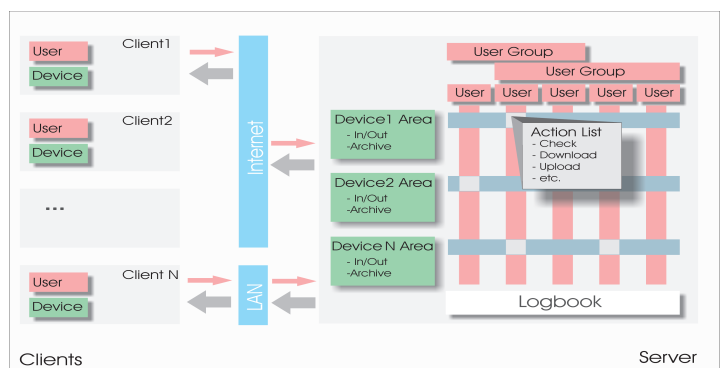 Client1
User
Device
Client2
User
Device
...
Client N
User
Device
Internet
LAN
Device1 Area
- In/Out
-Archive
Device2 Area
- In/Out
-Archive
Device N Area
- In/Out
-Archive
User Group
User Group
User User User User User
Action List
- Check
- Download
- Upload
- etc.
Logbook
Clients
Server